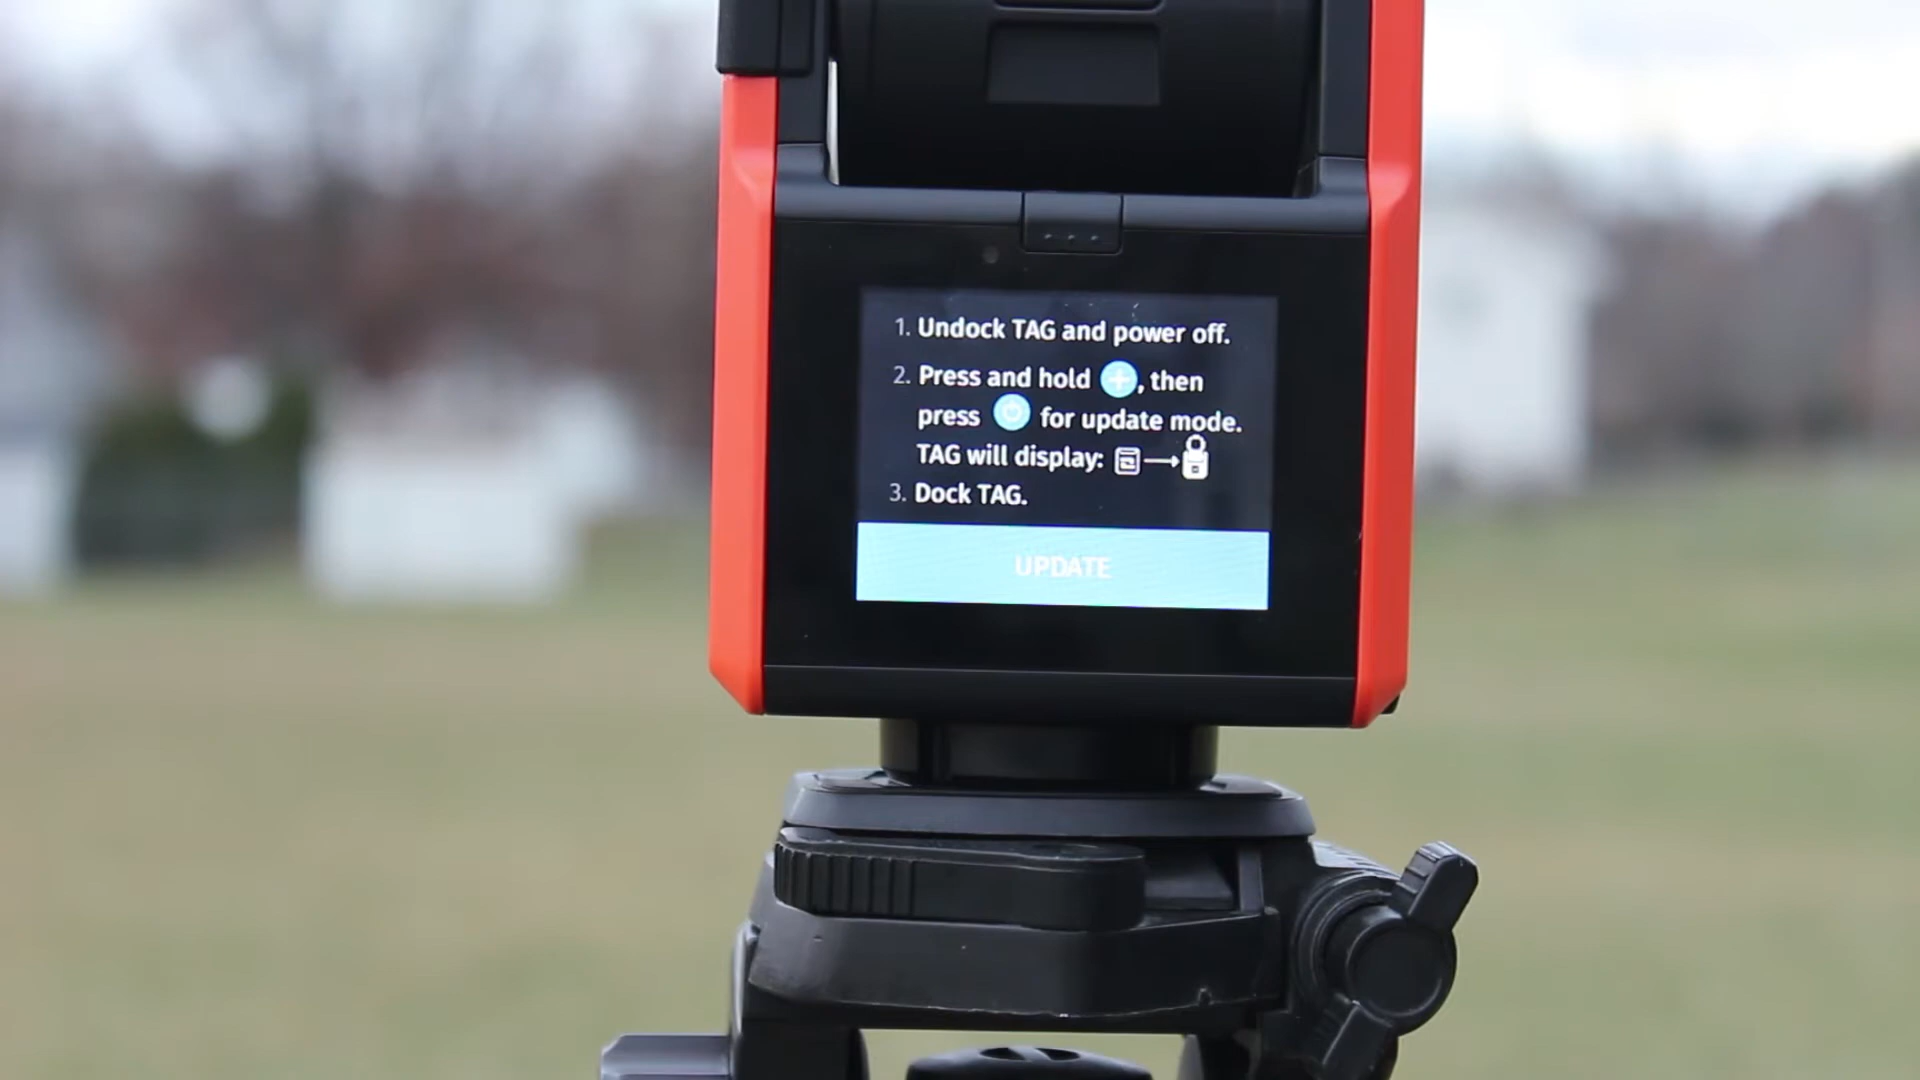 1. Undock TAG and power off.
2. Press and hold , then
press for update mode.
TAG will display:
3. Dock TAG.
UPDATE